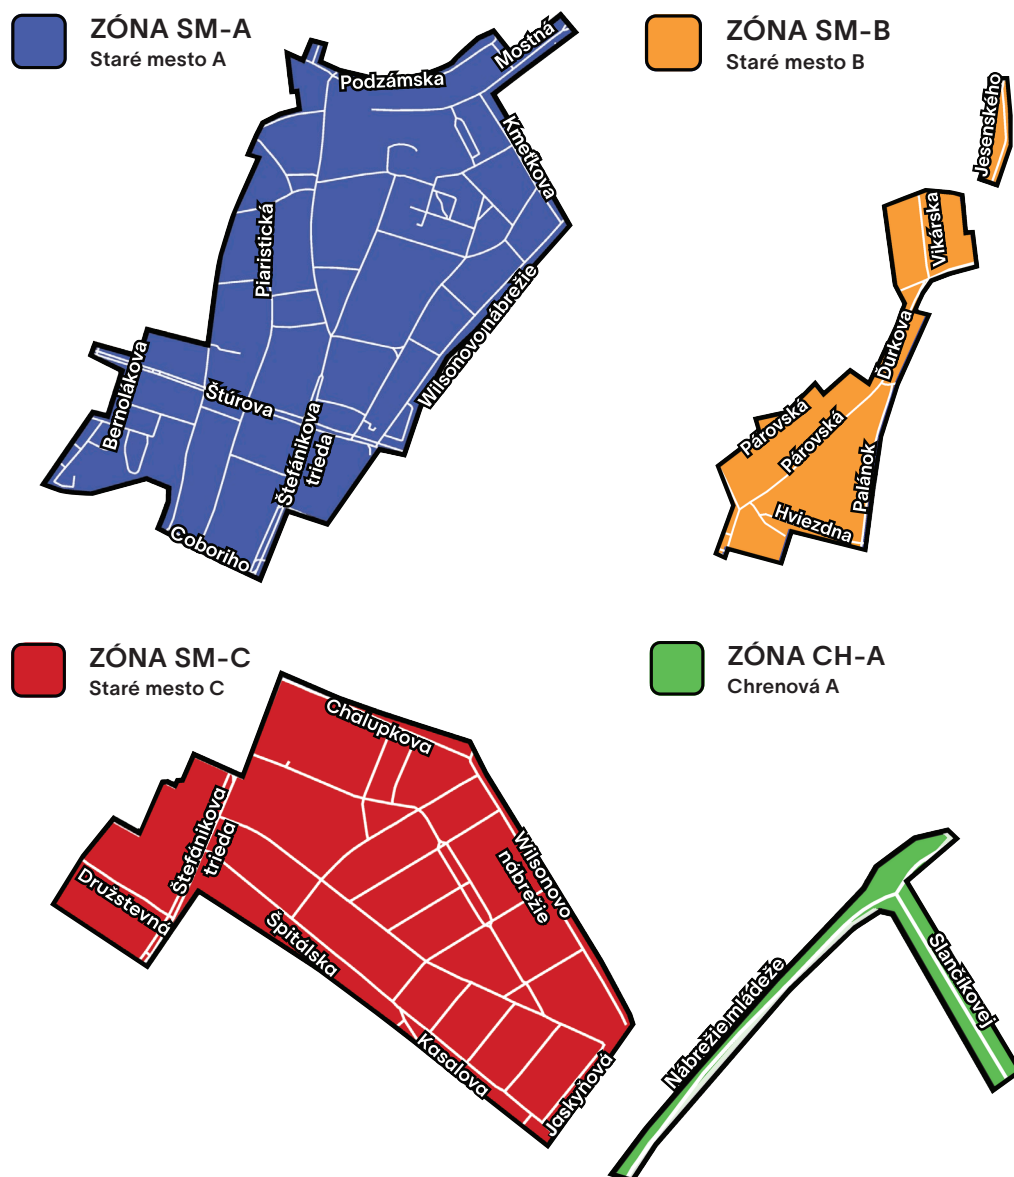 ZÓNA SM-A
Staré mesto A
Mostná
Podzámska
Kmeťkova
Piaristická
Wilsonovo nábrežie
Bernolákova
Štúrova
Štefánikova
trieda
Coboriho
ZÓNA SM-B
Staré mesto B
Jesenského
Vikárska
Ďurkova
Párovská
Párovská
Palánok
Hviezdna
ZÓNA SM-C
Staré mesto C
Chalupkova
Štefánikova
trieda
Wilsonovo
nábrežie
Družstevná
Špitálska
Kasalova
Jaskyňová
ZÓNA CH-A
Chrenová A
Slančíkovej
Nábrežie mládeže